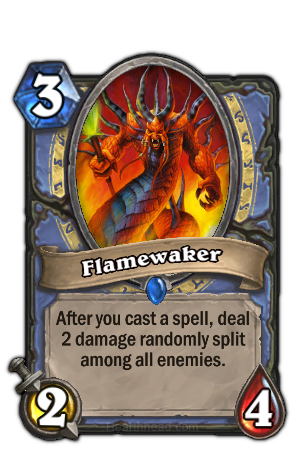 3
Flamewaker
After you cast a spell, deal
2 damage randomly split
among all enemies.
2
4